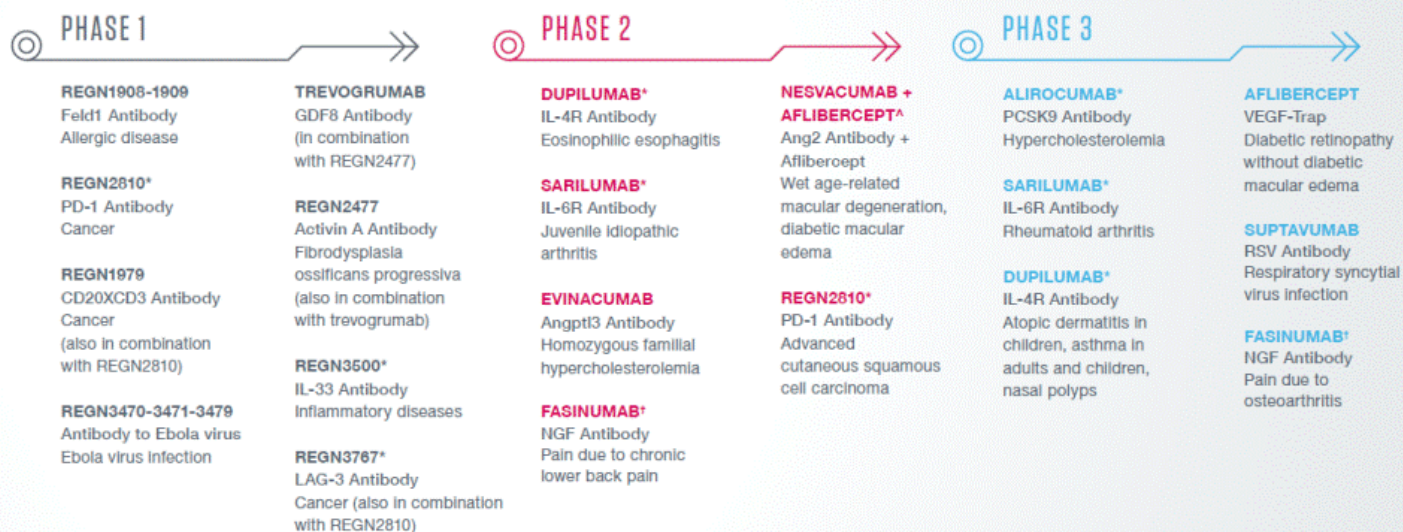 PHASE 1
REGN1908-1909
Feld1 Antibody
Allergic disease
REGN2810*
PD-1 Antibody
Cancer
REGN1979
CD20XCD3 Antibody
Cancer
(also in combination
with REGN2810)
REGN3470-3471-3479
Antibody to Ebola virus
Ebola virus infection
TREVOGRUMAB
GDF8 Antibody
(in combination
with REGN2477)
REGN2477
Activin A Antibody
Fibrodysplasia
ossificans progressiva
(also in combination
with trevogrumab)
REGN3500*
IL-33 Antibody
Inflammatory diseases
REGN3767*
LAG-3 Antibody
Cancer (also in combination
with REGN2810)
PHASE 2
DUPILUMAB*
IL-4R Antibody
Eosinophilic esophagitis
SARILUMAB*
IL-6R Antibody
Juvenile idiopathic
arthritis
EVINACUMAB
Angptl3 Antibody
Homozygous familial
hypercholesterolemia
FASINUMAB†
NGF Antibody
Pain due to chronic
lower back pain
NESVACUMAB +
AFLIBERCEPT^
Ang2 Antibody +
Aflibercept
Wet age-related
macular degeneration,
diabetic macular
edema
REGN2810*
PD-1 Antibody
Advanced
cutaneous squamous
cell carcinoma
PHASE 3
ALIROCUMAB*
PCSK9 Antibody
Hypercholesterolemia
SARILUMAB*
IL-6R Antibody
Rheumatoid arthritis
DUPILUMAB*
IL-4R Antibody
Atopic dermatitis in
children, asthma in
adults and children,
nasal polyps
AFLIBERCEPT
VEGF-Trap
Diabetic retinopathy
without diabetic
macular edema
SUPTAVUMAB
RSV Antibody
Respiratory syncytial
virus infection
FASINUMAB†
NGF Antibody
Pain due to
osteoarthritis